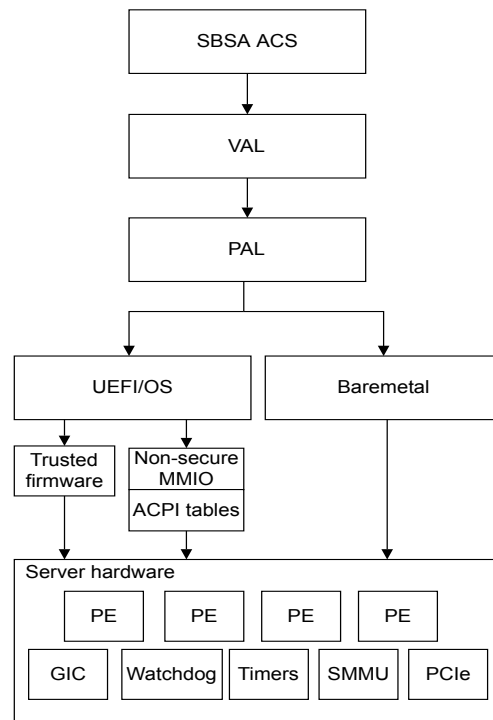 SBSA ACS
VAL
PAL
UEFI/OS
Baremetal
Trusted
firmware
Non-secure
MMIO
ACPI tables
Server hardware
PE PE PE PE
GIC Watchdog Timers SMMU PCIe